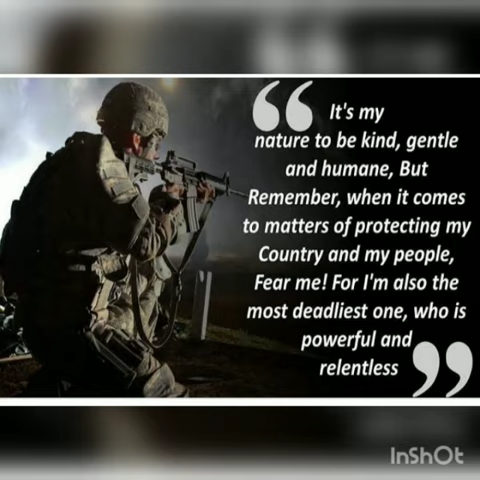 “ It's my
nature to be kind, gentle
and humane, But
Remember, when it comes
to matters of protecting my
Country and my people,
Fear me! For I'm also the
most deadliest one, who is
powerful and
relentless ”
InShOt